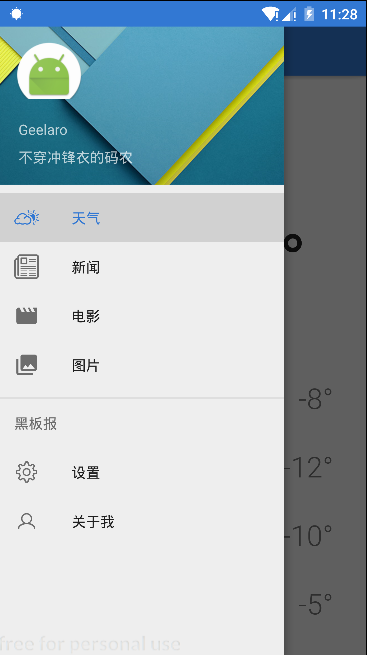 11:28
Geelaro
不穿冲锋衣的码农
天气
新闻
电影
图片
-8°
黑板报
-12°
设置
关于我
-10°
-5°
free for personal use